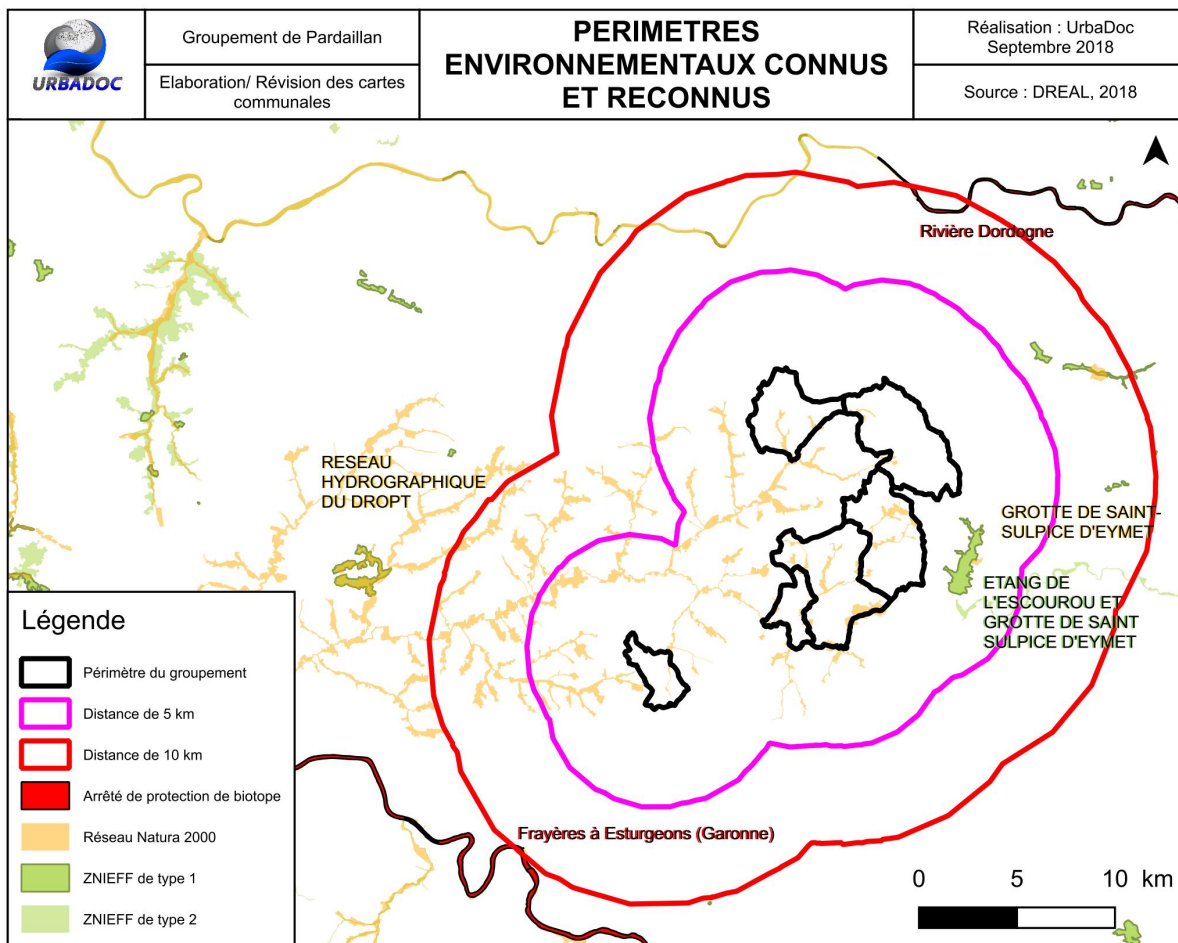 URBADOC
Groupement de Pardaillan
Elaboration/ Révision des cartes
communales
PERIMETRES
ENVIRONNEMENTAUX CONNUS
ET RECONNUS
Réalisation : UrbaDoc
Septembre 2018
Source : DREAL, 2018
Rivière Dordogne
RESEAU
HYDROGRAPHIQUE
DU DROPT
GROTTE DE SAINT-
SULPICE D'EYMET
ETANG DE
L'ESCOUROU ET
GROTTE DE SAINT
SULPICE D'EYMET
Frayères à Esturgeons (Garonne)
Légende
Périmètre du groupement
Distance de 5 km
Distance de 10 km
Arrêté de protection de biotope
Réseau Natura 2000
ZNIEFF de type 1
ZNIEFF de type 2
0 5 10 km